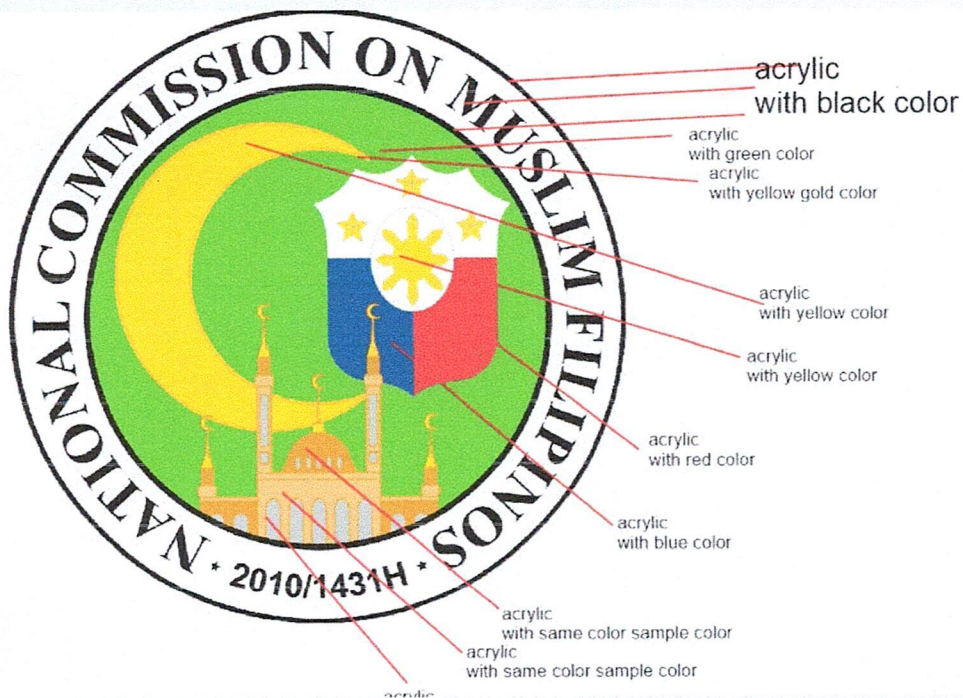 NATIONAL COMMISSION ON MUSLIM FILIPINOS
2010/1431H
acrylic
with black color
acrylic
with green color
acrylic
with yellow gold color
acrylic
with yellow color
acrylic
with yellow color
acrylic
with red color
acrylic
with blue color
acrylic
with same color sample color
acrylic
with same color sample color
acrylic